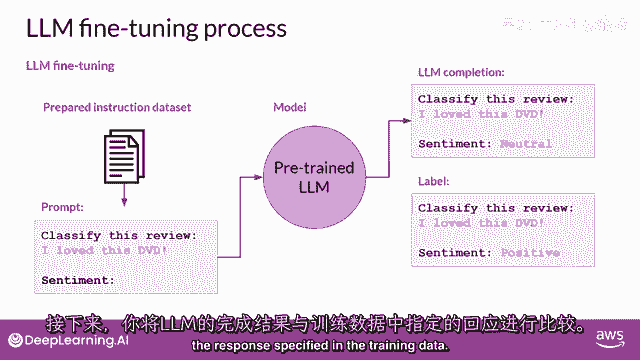 LLM fine-tuning process
LLM fine-tuning
Prepared instruction dataset
Model
LLM completion:
Classify this review:
I loved this DVD!
Sentiment: Neutral
Pre-trained
LLM
Label:
Classify this review:
I loved this DVD!
Sentiment: Positive
Prompt:
Classify this review:
I loved this DVD!
Sentiment:
接下来，你将LLM的完成结果与训练数据中指定的回应进行比较。
the response specified in the training data.
DeepLearning.AI
aws